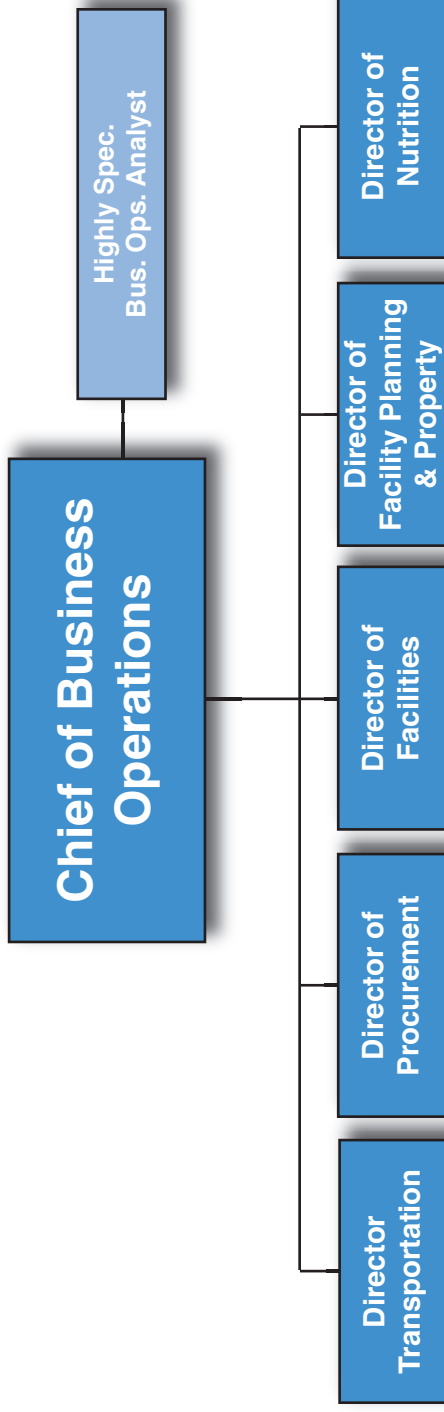 Chief of Business
Operations
Highly Spec.
Bus. Ops. Analyst
Director
Transportation
Director of
Procurement
Director of
Facilities
Director of
Facility Planning
& Property
Director of
Nutrition